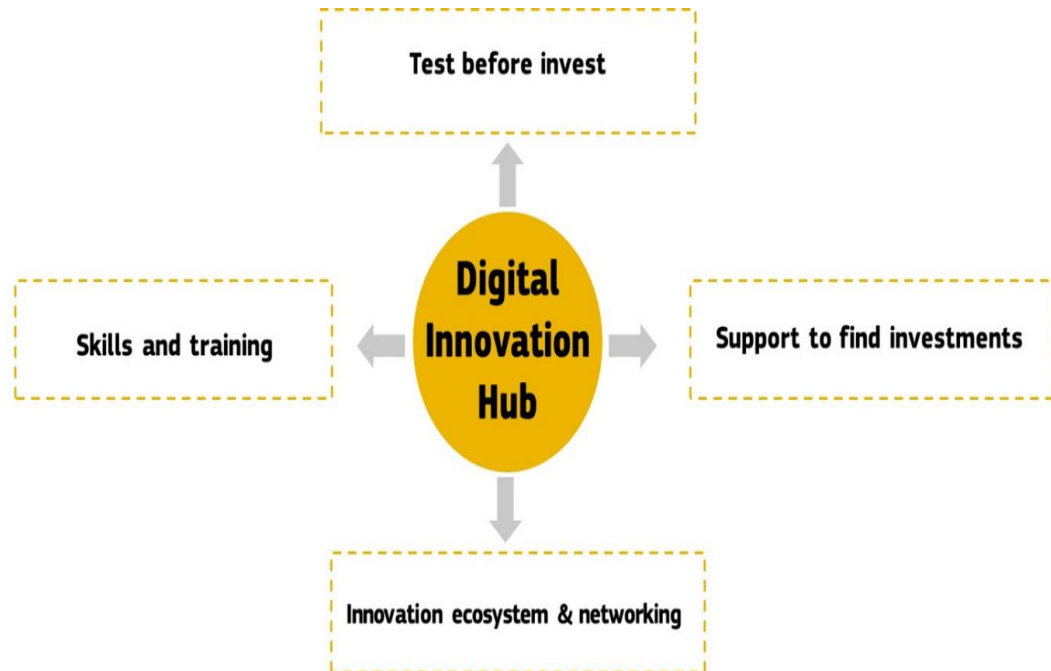 Test before invest
Digital
Innovation
Hub
Skills and training
Support to find investments
Innovation ecosystem & networking